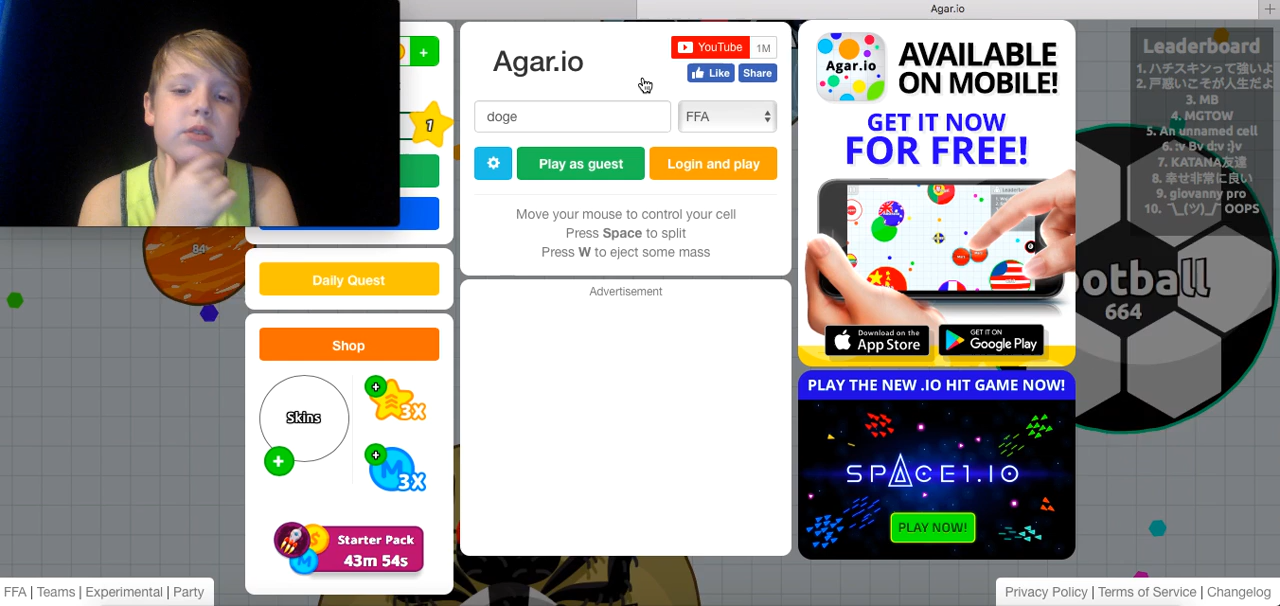 Agar.io
+
1
84
Daily Quest
Shop
Skins
+
+
3X
+
M
3X
Starter Pack
$
M
43m 54s
FFA | Teams | Experimental | Party
Agar.io
YouTube 1M
Like Share
doge
FFA
Play as guest
Login and play
Move your mouse to control your cell
Press Space to split
Press W to eject some mass
Advertisement
Agar.io
AVAILABLE
ON MOBILE!
GET IT NOW
FOR FREE!
Download on the
App Store
GET IT ON
Google Play
PLAY THE NEW .IO HIT GAME NOW!
SPACE1.IO
PLAY NOW!
Leaderboard
1. ハチスキンって強いよ
2. 戸惑いこそが人生だよ
3. MB
4. MGTOW
5. An unnamed cell
6. :v Bv d:v :}v
7. KATANA友達
8. 幸せ非常に良い
9. giovanny pro
10. ¯\_(ツ)_/¯ OOPS
otball
664
Privacy Policy | Terms of Service | Changelog